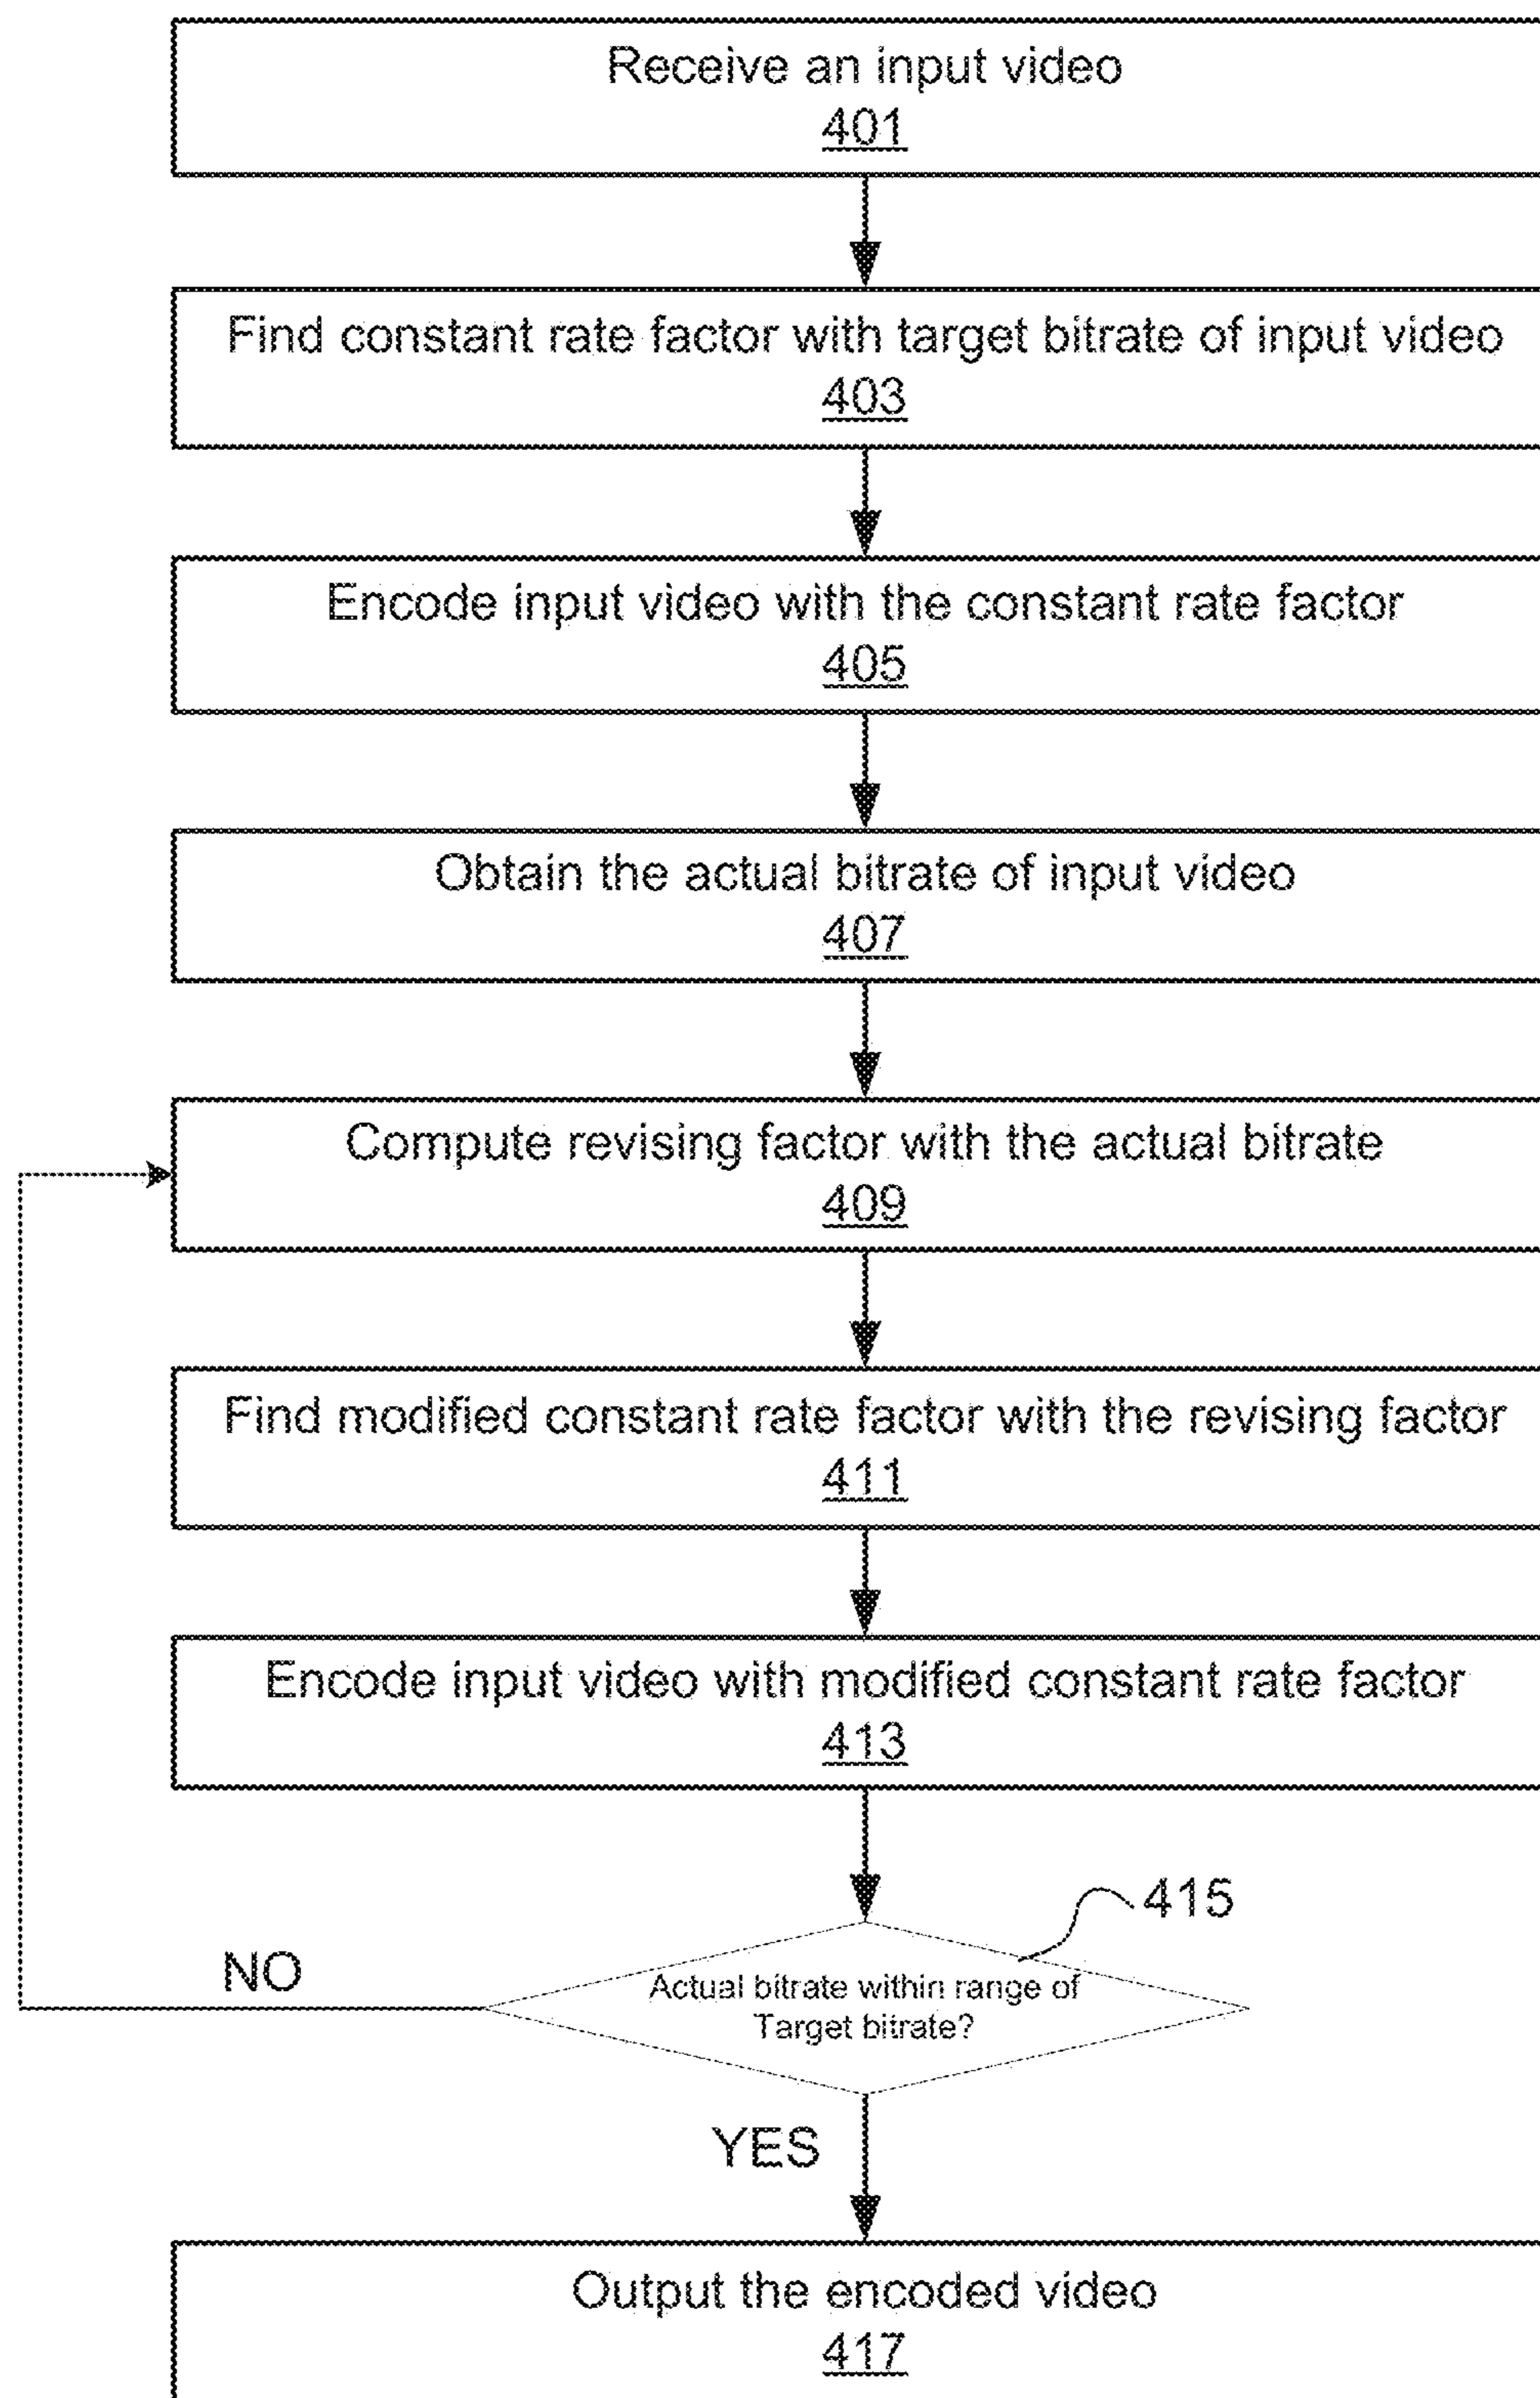 Receive an input video
401
Find constant rate factor with target bitrate of input video
403
Encode input video with the constant rate factor
405
Obtain the actual bitrate of input video
407
Compute revising factor with the actual bitrate
409
Find modified constant rate factor with the revising factor
411
Encode input video with modified constant rate factor
413
415
NO
Actual bitrate within range of
Target bitrate?
YES
Output the encoded video
417